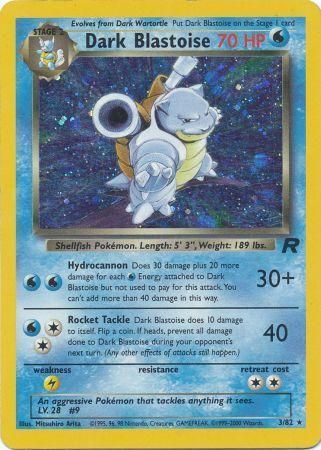 Evolves from Dark Wartortle Put Dark Blastoise on the Stage 1 card
STAGE 2
Dark Blastoise 70 HP
Shellfish Pokémon. Length: 5' 3", Weight: 189 lbs.
R
Hydrocannon Does 30 damage plus 20 more
damage for each Energy attached to Dark
Blastoise but not used to pay for this attack. You
can't add more than 40 damage in this way.
30+
Rocket Tackle Dark Blastoise does 10 damage
to itself. Flip a coin. If heads, prevent all damage
done to Dark Blastoise during your opponent's
next turn. (Any other effects of attacks still happen.)
40
weakness resistance retreat cost
An aggressive Pokémon that tackles anything it sees.
LV. 28 #9
Illus. Mitsuhiro Arita ©1995, 96, 98 Nintendo, Creatures, GAMEFREAK. ©1999-2000 Wizards. 3/82